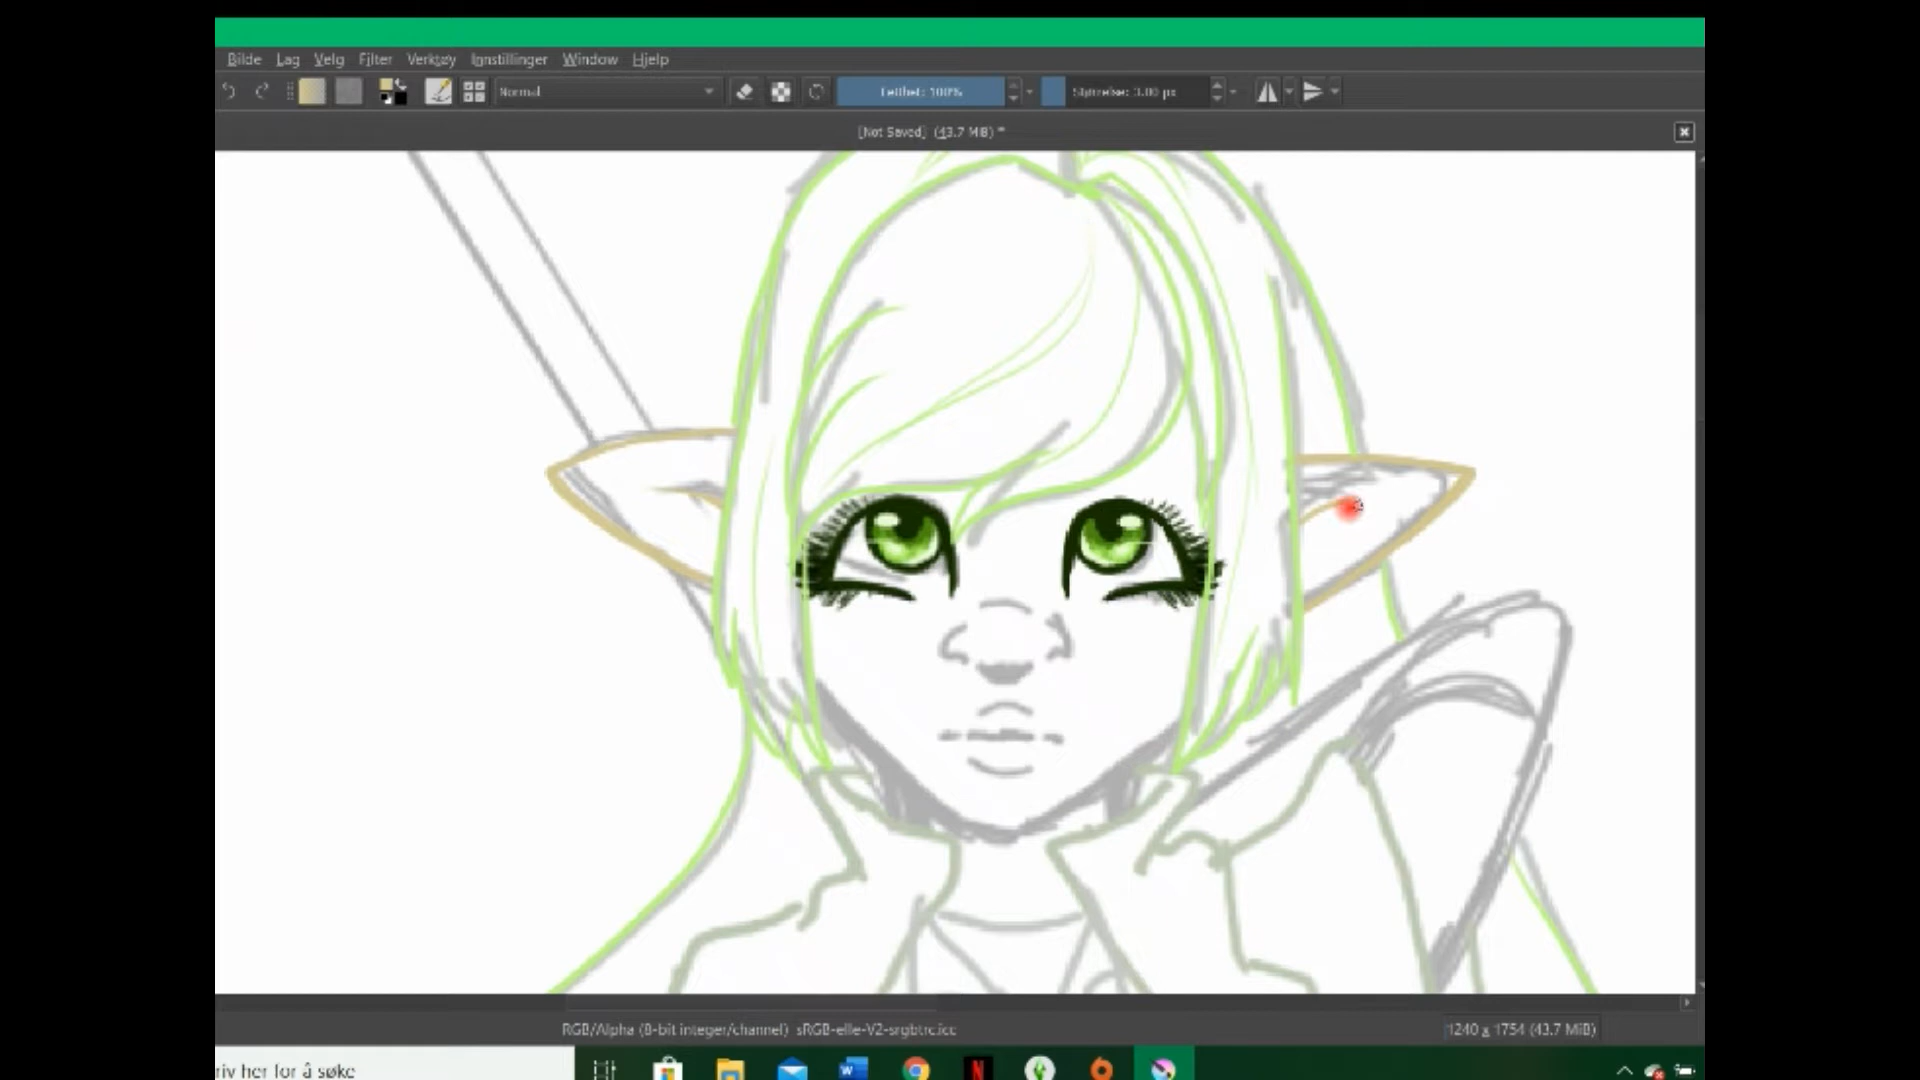 Bilde Lag Velg Filter Verktøy Innstillinger Window Hjelp
Normal
Tetthet: 100%
Størrelse: 3.00 px
[Not Saved] (43.7 MiB) *
RGB/Alpha (8-bit integer/channel) sRGB-elle-V2-srgbtrc.icc
1240 x 1754 (43.7 MiB)
riv her for å søke
W
N